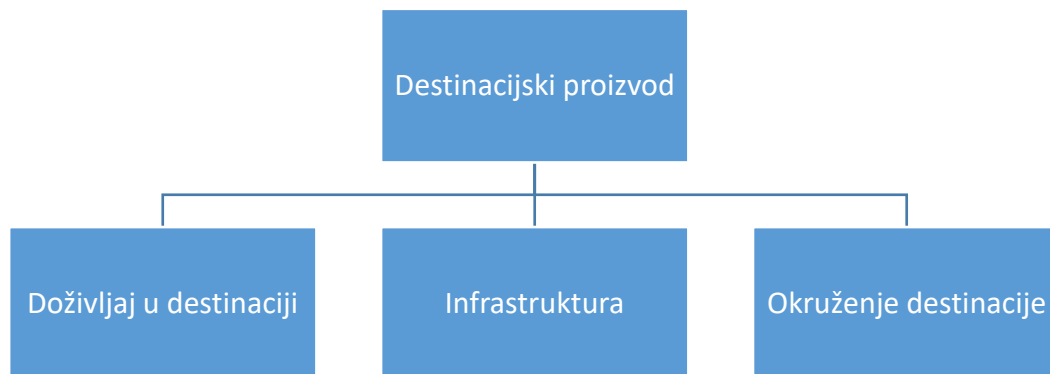 Destinacijski proizvod
Doživljaj u destinaciji
Infrastruktura
Okruženje destinacije